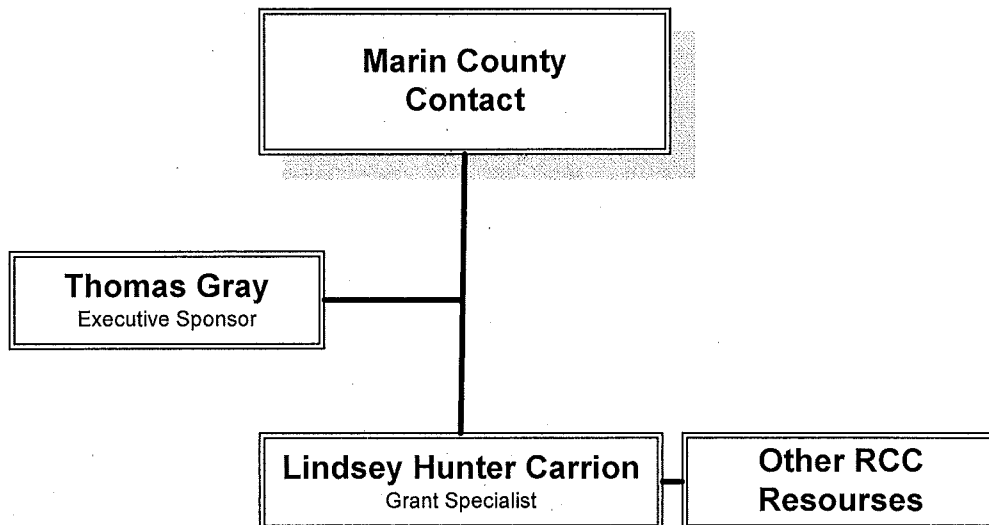 Marin County
Contact
Thomas Gray
Executive Sponsor
Lindsey Hunter Carrion
Grant Specialist
Other RCC
Resourses